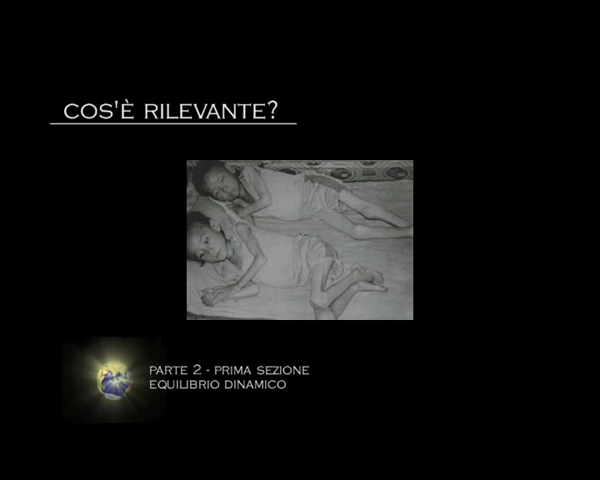 COS'È RILEVANTE?
PARTE 2 - PRIMA SEZIONE
EQUILIBRIO DINAMICO